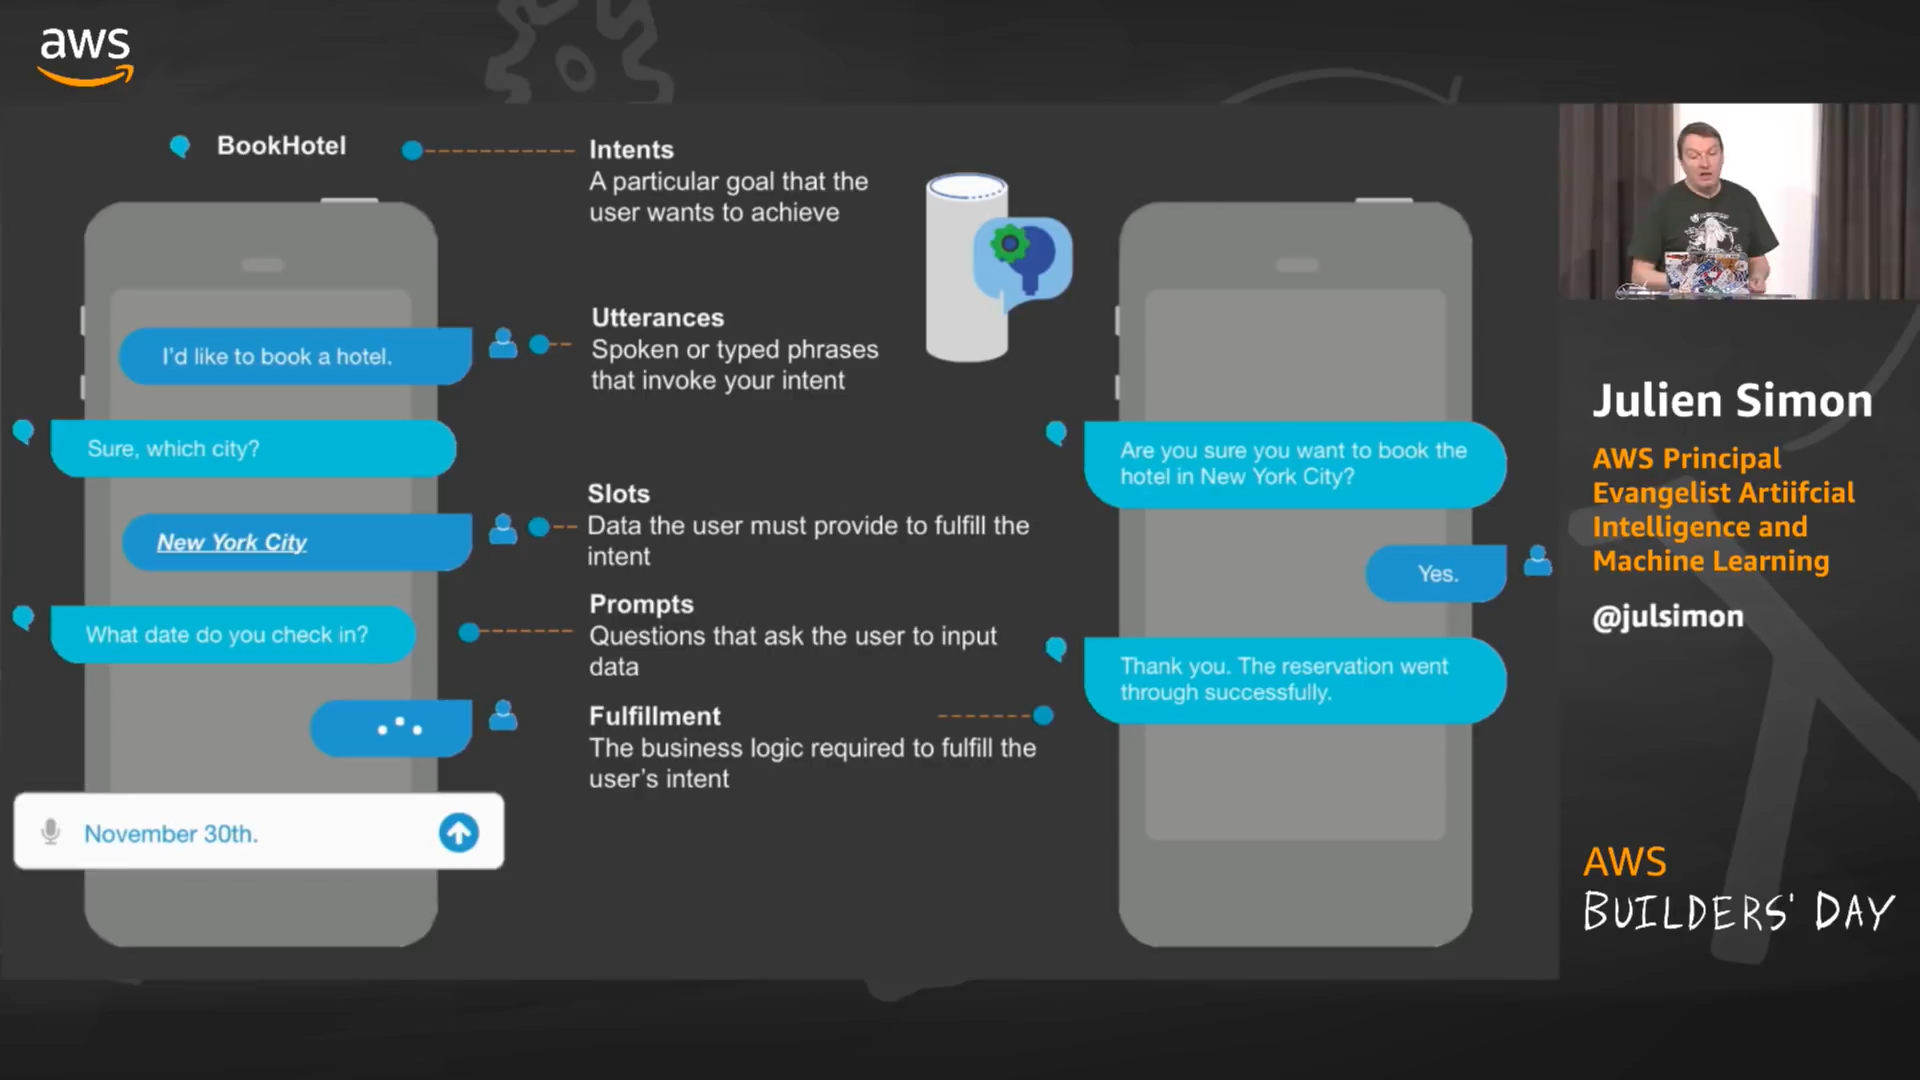 aws
BookHotel
Intents
A particular goal that the
user wants to achieve
I'd like to book a hotel.
Utterances
Spoken or typed phrases
that invoke your intent
Sure, which city?
New York City
Slots
Data the user must provide to fulfill the
intent
What date do you check in?
Prompts
Questions that ask the user to input
data
Fulfillment
The business logic required to fulfill the
user's intent
November 30th.
Are you sure you want to book the
hotel in New York City?
Yes.
Thank you. The reservation went
through successfully.
Julien Simon
AWS Principal
Evangelist Artiifcial
Intelligence and
Machine Learning
@julsimon
AWS
BUILDERS' DAY